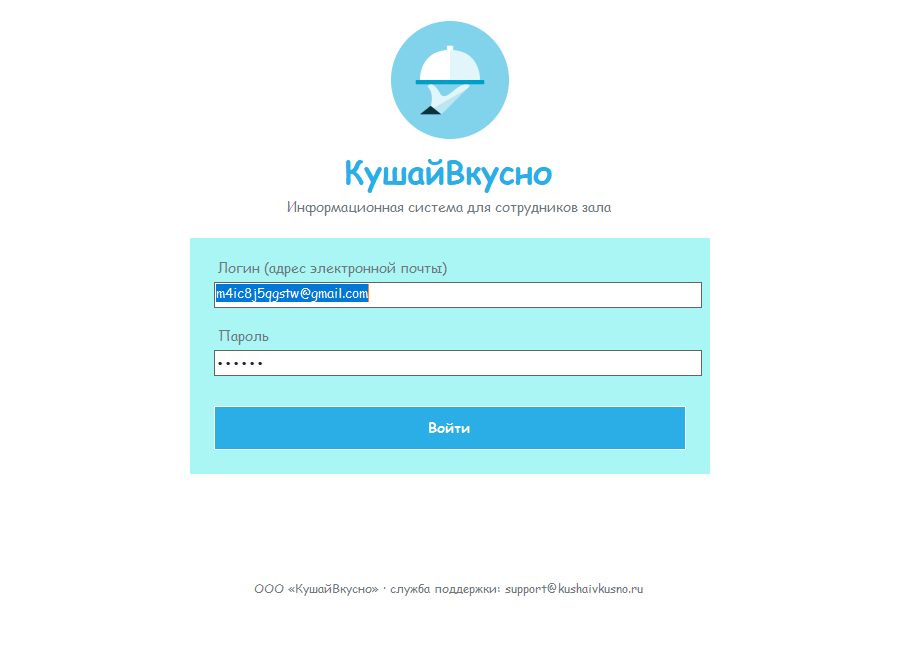 КушайВкусно
Информационная система для сотрудников зала
Логин (адрес электронной почты)
m4ic8j5qgstw@gmail.com
Пароль
••••••
Войти
ООО «КушайВкусно» · служба поддержки: support@kushaivkusno.ru